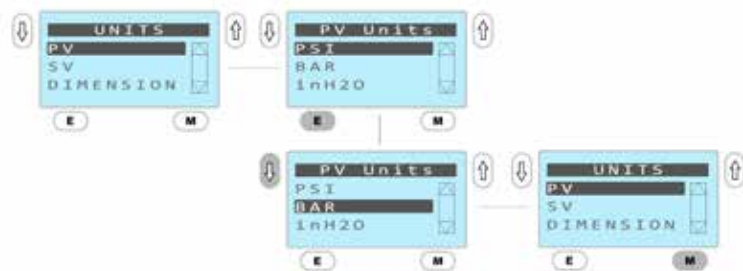 UNITS
PV
SV
DIMENSION
E M
PV Units
PSI
BAR
inH2O
E M
PV Units
PSI
BAR
inH2O
E M
UNITS
PV
SV
DIMENSION
E M